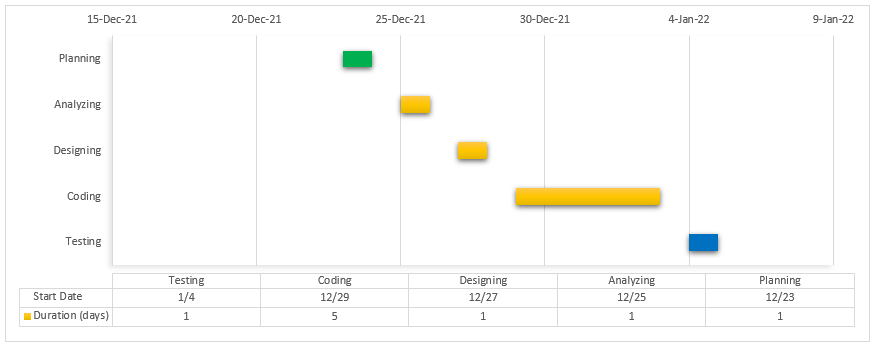 15-Dec-21 20-Dec-21 25-Dec-21 30-Dec-21 4-Jan-22 9-Jan-22
Planning
Analyzing
Designing
Coding
Testing
Testing Coding Designing Analyzing Planning
Start Date 1/4 12/29 12/27 12/25 12/23
Duration (days) 1 5 1 1 1